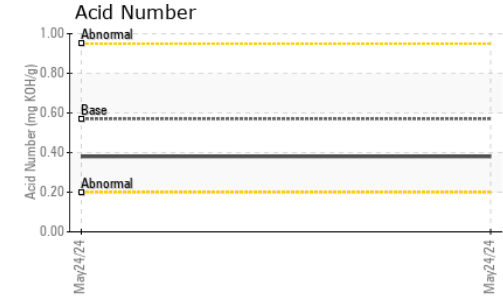 Acid Number
Acid Number (mg KOH/g)
1.00
0.80
0.60
0.40
0.20
0.00
Abnormal
Base
Abnormal
May24/24
May24/24